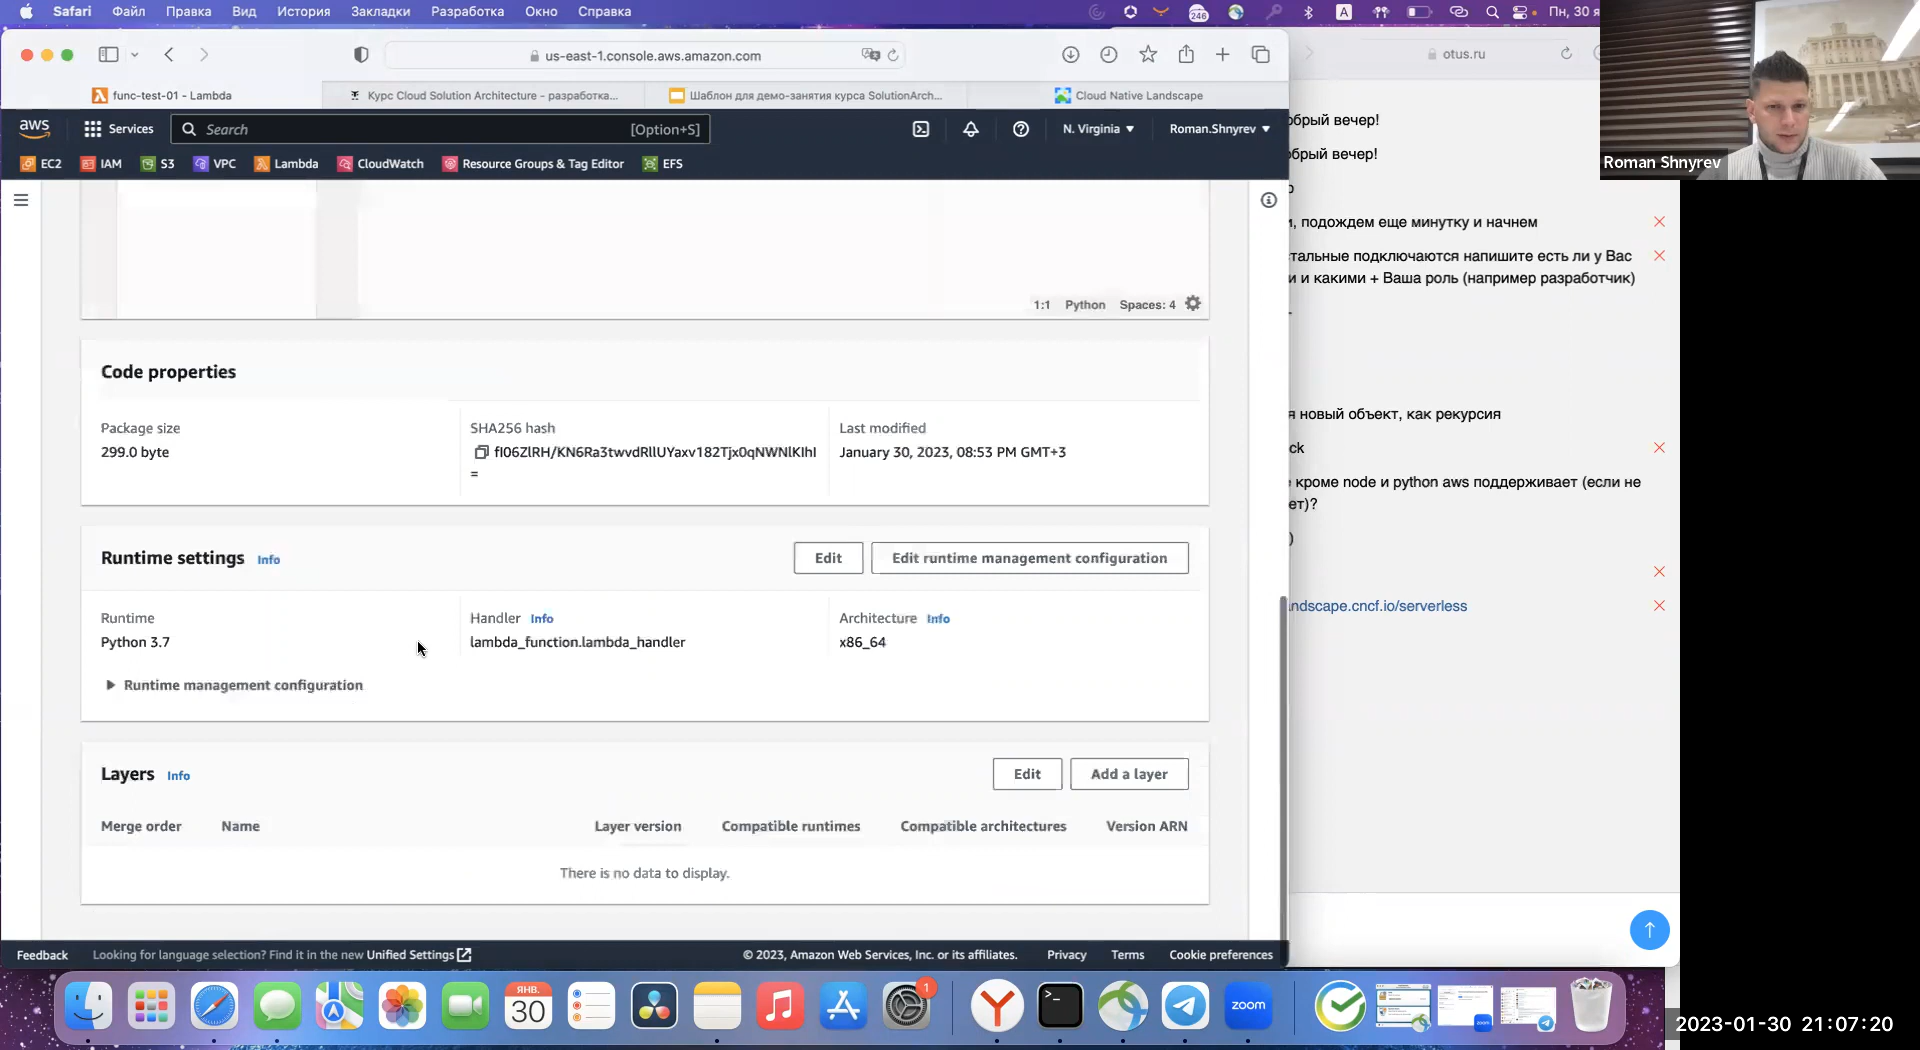 Safari Файл Правка Вид История Закладки Разработка Окно Справка
246 A Пн, 30 я
us-east-1.console.aws.amazon.com
otus.ru
func-test-01 – Lambda
Курс Cloud Solution Architecture – разработка...
Шаблон для демо-занятия курса SolutionArch...
Cloud Native Landscape
aws Services Search [Option+S] N. Virginia Roman.Shnyrev
EC2 IAM S3 VPC Lambda CloudWatch Resource Groups & Tag Editor EFS
Roman Shnyrev
1:1 Python Spaces: 4
Code properties
Package size
299.0 byte
SHA256 hash
=
Last modified
January 30, 2023, 08:53 PM GMT+3
Runtime settings Info
Edit
Edit runtime management configuration
Runtime
Python 3.7
Handler Info
lambda_function.lambda_handler
Architecture Info
x86_64
Runtime management configuration
Layers Info
Edit
Add a layer
Merge order Name Layer version Compatible runtimes Compatible architectures Version ARN
There is no data to display.
Feedback Looking for language selection? Find it in the new Unified Settings © 2023, Amazon Web Services, Inc. or its affiliates. Privacy Terms Cookie preferences
обрый вечер!
обрый вечер!
р
и, подождем еще минутку и начнем
стальные подключаются напишите есть ли у Вас
и и какими + Ваша роль (например разработчик)
я новый объект, как рекурсия
ck
е кроме node и python aws поддерживает (если не
ет)?
)
andscape.cncf.io/serverless
ЯНВ.
30
1
zoom
2023-01-30 21:07:20